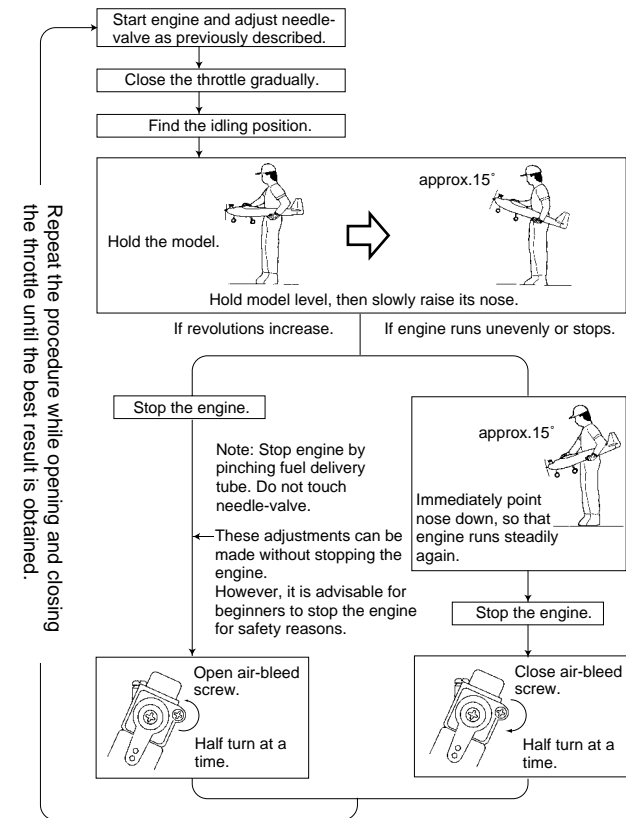 Start engine and adjust needle-
valve as previously described.
Close the throttle gradually.
Find the idling position.
Hold the model.
approx.15˚
Hold model level, then slowly raise its nose.
If revolutions increase.
If engine runs unevenly or stops.
Stop the engine.
Note: Stop engine by
pinching fuel delivery
tube. Do not touch
needle-valve.
These adjustments can be
made without stopping the
engine.
However, it is advisable for
beginners to stop the engine
for safety reasons.
approx.15˚
Immediately point
nose down, so that
engine runs steadily
again.
Stop the engine.
Open air-bleed
screw.
Half turn at a
time.
Close air-bleed
screw.
Half turn at a
time.
Repeat the procedure while opening and closing
the throttle until the best result is obtained.